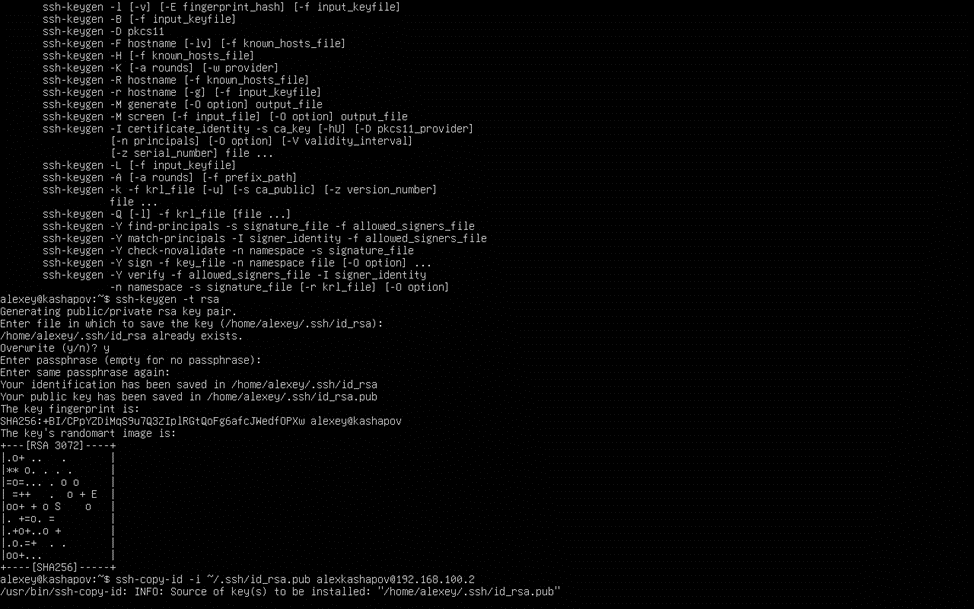 ssh-keygen -l [-v] [-E fingerprint_hash] [-f input_keyfile]
ssh-keygen -B [-f input_keyfile]
ssh-keygen -D pkcs11
ssh-keygen -F hostname [-lv] [-f known_hosts_file]
ssh-keygen -H [-f known_hosts_file]
ssh-keygen -K [-a rounds] [-w provider]
ssh-keygen -R hostname [-f known_hosts_file]
ssh-keygen -r hostname [-g] [-f input_keyfile]
ssh-keygen -M generate [-O option] output_file
ssh-keygen -M screen [-f input_file] [-O option] output_file
ssh-keygen -I certificate_identity -s ca_key [-hU] [-D pkcs11_provider]
[-n principals] [-O option] [-V validity_interval]
[-z serial_number] file ...
ssh-keygen -L [-f input_keyfile]
ssh-keygen -A [-a rounds] [-f prefix_path]
ssh-keygen -k -f krl_file [-u] [-s ca_public] [-z version_number]
file ...
ssh-keygen -Q [-l] -f krl_file [file ...]
ssh-keygen -Y find-principals -s signature_file -f allowed_signers_file
ssh-keygen -Y match-principals -I signer_identity -f allowed_signers_file
ssh-keygen -Y check-novalidate -n namespace -s signature_file
ssh-keygen -Y sign -f key_file -n namespace file [-O option] ...
ssh-keygen -Y verify -f allowed_signers_file -I signer_identity
-n namespace -s signature_file [-r krl_file] [-O option]
alexey@kashapov:~$ ssh-keygen -t rsa
Generating public/private rsa key pair.
Enter file in which to save the key (/home/alexey/.ssh/id_rsa):
/home/alexey/.ssh/id_rsa already exists.
Overwrite (y/n)? y
Enter passphrase (empty for no passphrase):
Enter same passphrase again:
Your identification has been saved in /home/alexey/.ssh/id_rsa
Your public key has been saved in /home/alexey/.ssh/id_rsa.pub
The key fingerprint is:
SHA256:+BI/CPpYZDiMqS9u7Q3ZIplRGtQoFg6afcJWedfOPXw alexey@kashapov
The key's randomart image is:
+---[RSA 3072]----+
|.o+ ..   .       |
|** o. . . .      |
|=o=... . o o     |
| =++   .  o + E  |
|oo+ + o S    o   |
|. +=o. =         |
|.+o+..o +        |
|.o.=+  . .       |
|oo+...           |
+----[SHA256]-----+
alexey@kashapov:~$ ssh-copy-id -i ~/.ssh/id_rsa.pub alexkashapov@192.168.100.2
/usr/bin/ssh-copy-id: INFO: Source of key(s) to be installed: "/home/alexey/.ssh/id_rsa.pub"